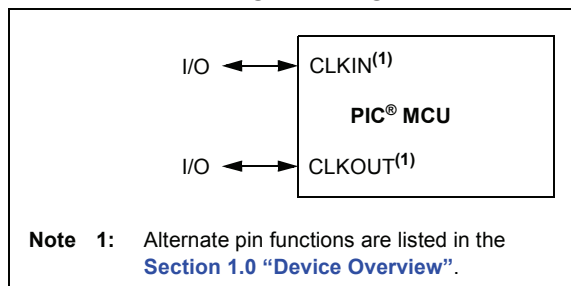 I/O CLKIN(1)
PIC® MCU
I/O CLKOUT(1)
Note 1: Alternate pin functions are listed in the
Section 1.0 “Device Overview”.